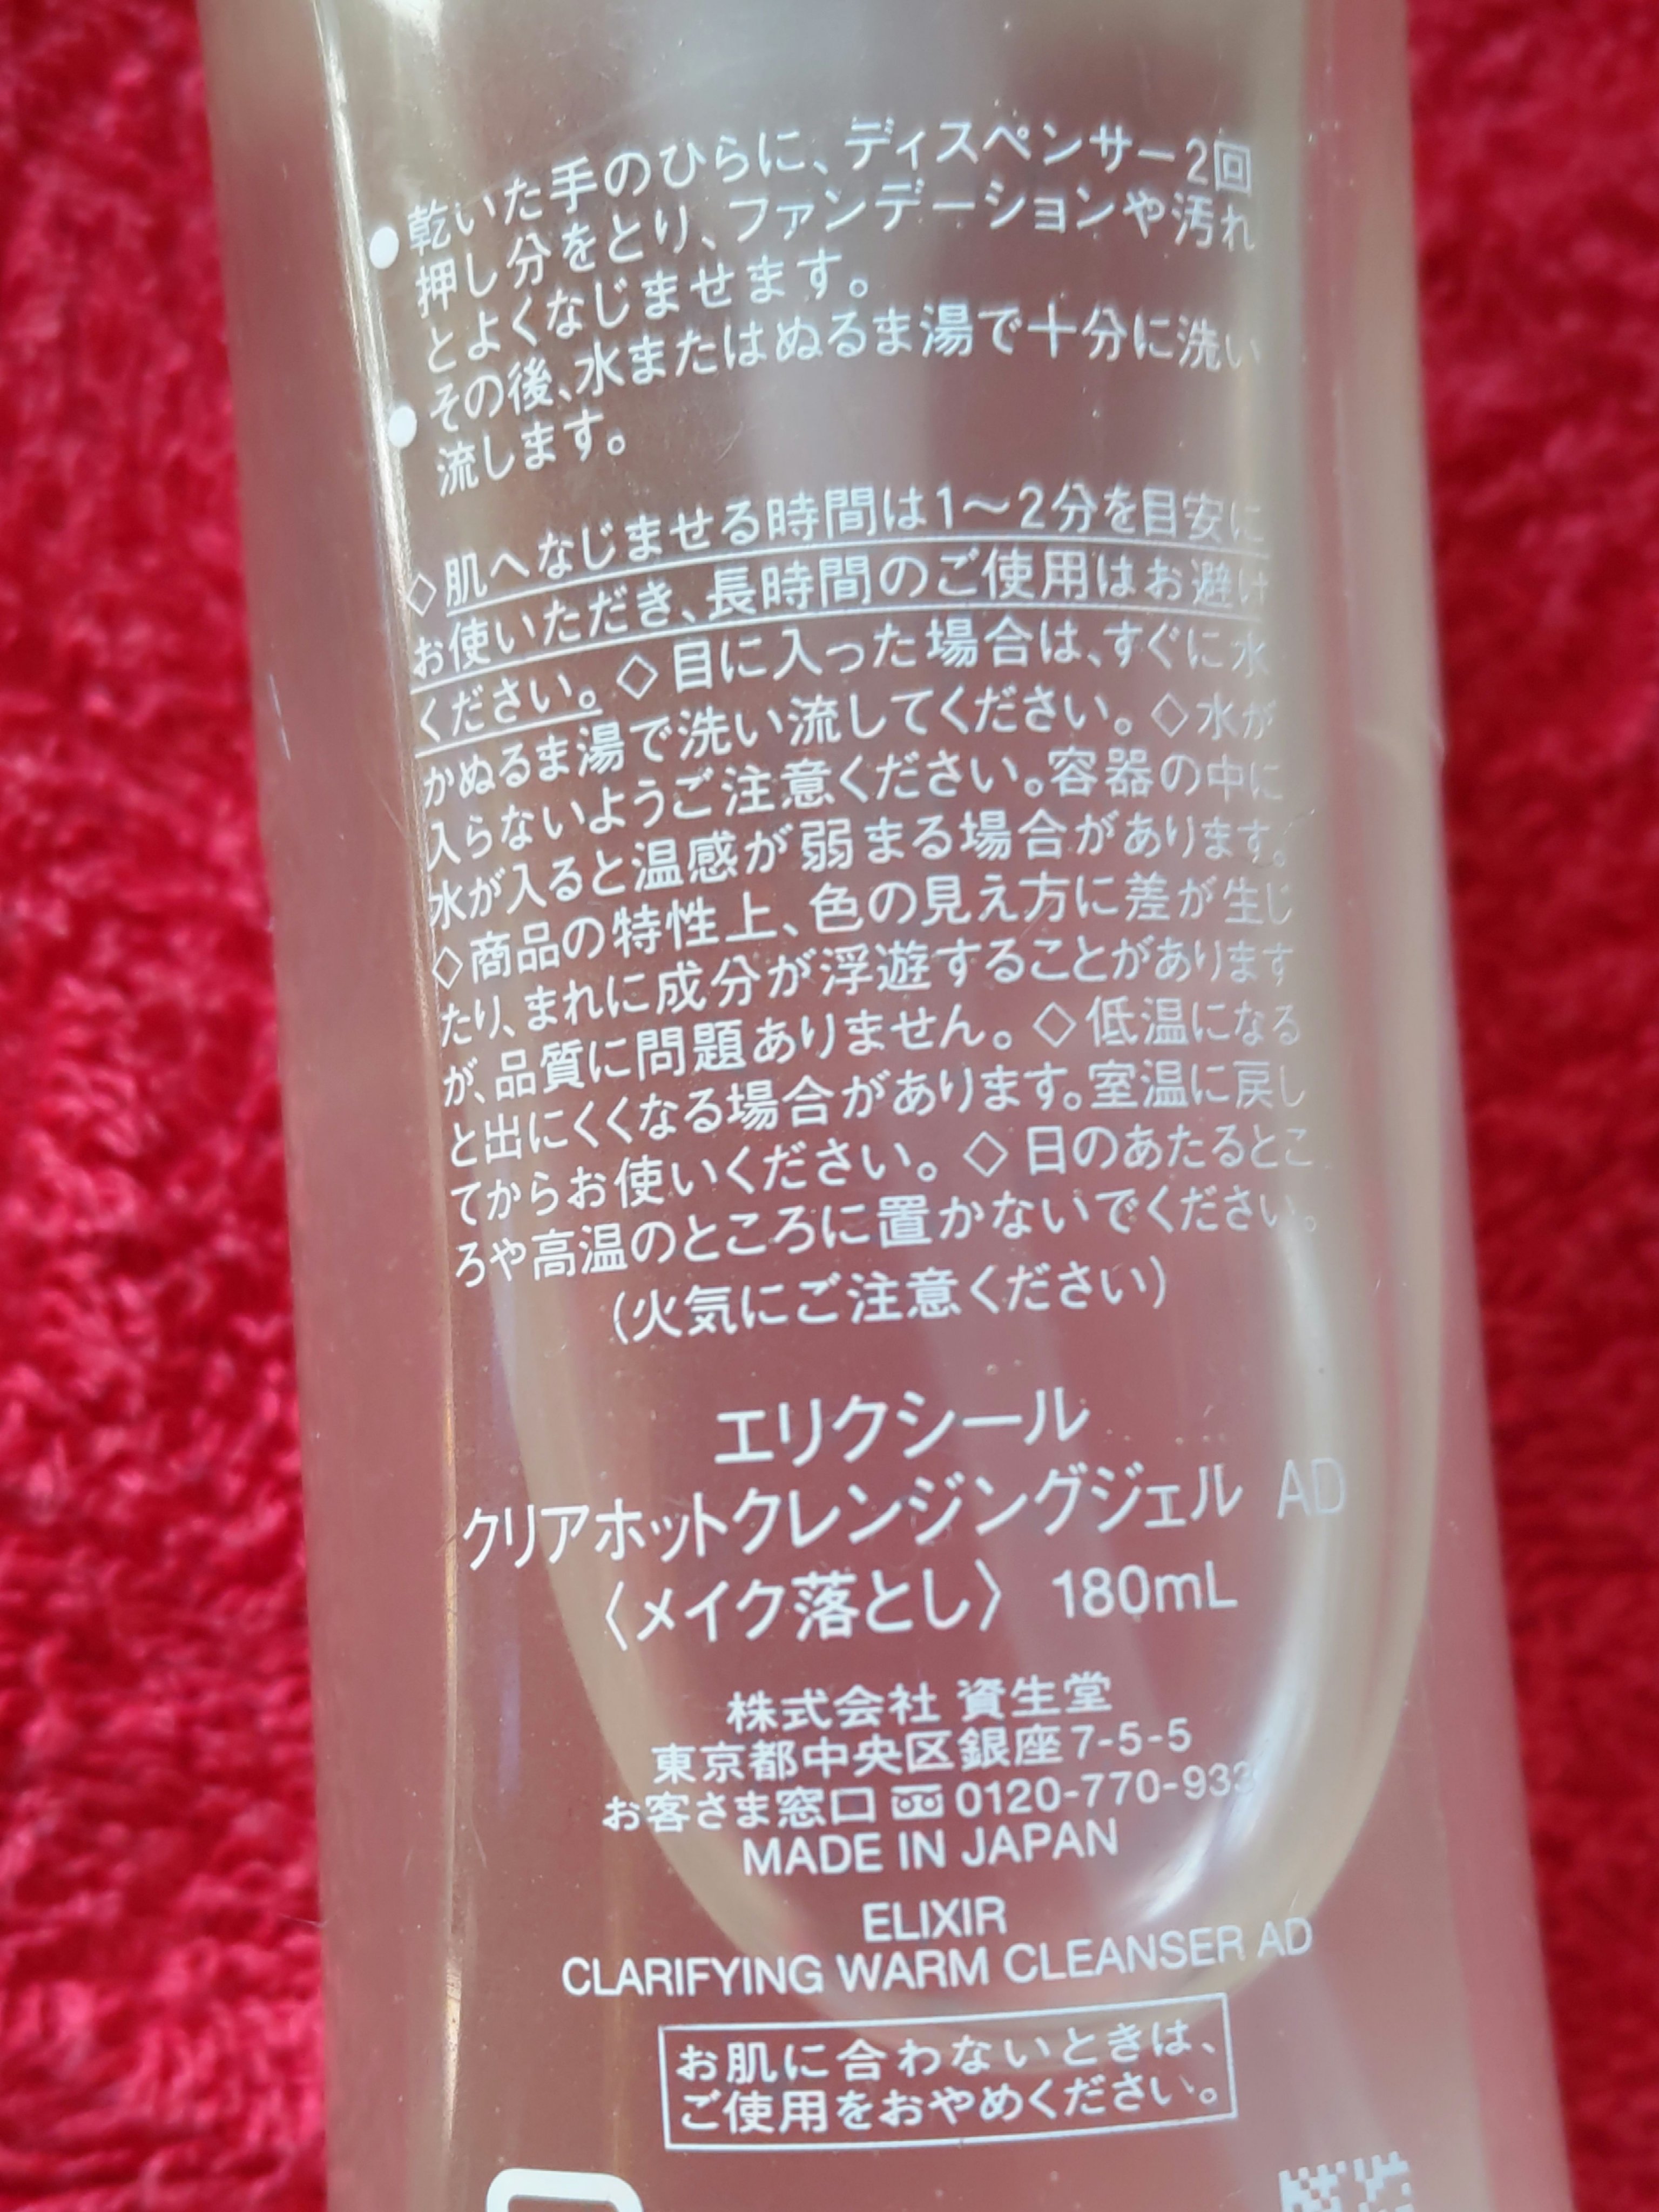 ●乾いた手のひらに、ディスペンサー2回
押し分をとり、ファンデーションや汚れ
とよくなじませます。
●その後、水またはぬるま湯で十分に洗い
流します。
◇肌へなじませる時間は1～2分を目安に
お使いいただき、長時間のご使用はお避け
ください。◇目に入った場合は、すぐに水
かぬるま湯で洗い流してください。◇水が
入らないようご注意ください。容器の中に
水が入ると温感が弱まる場合があります。
◇商品の特性上、色の見え方に差が生じ
たり、まれに成分が浮遊することがあります
が、品質に問題ありません。◇低温になる
と出にくくなる場合があります。室温に戻し
てからお使いください。◇日のあたるとこ
ろや高温のところに置かないでください。
(火気にご注意ください)
エリクシール
クリアホットクレンジングジェル AD
〈メイク落とし〉 180mL
株式会社 資生堂
東京都中央区銀座7-5-5
お客さま窓口
MADE IN JAPAN
ELIXIR
CLARIFYING WARM CLEANSER AD
お肌に合わないときは、
ご使用をおやめください。